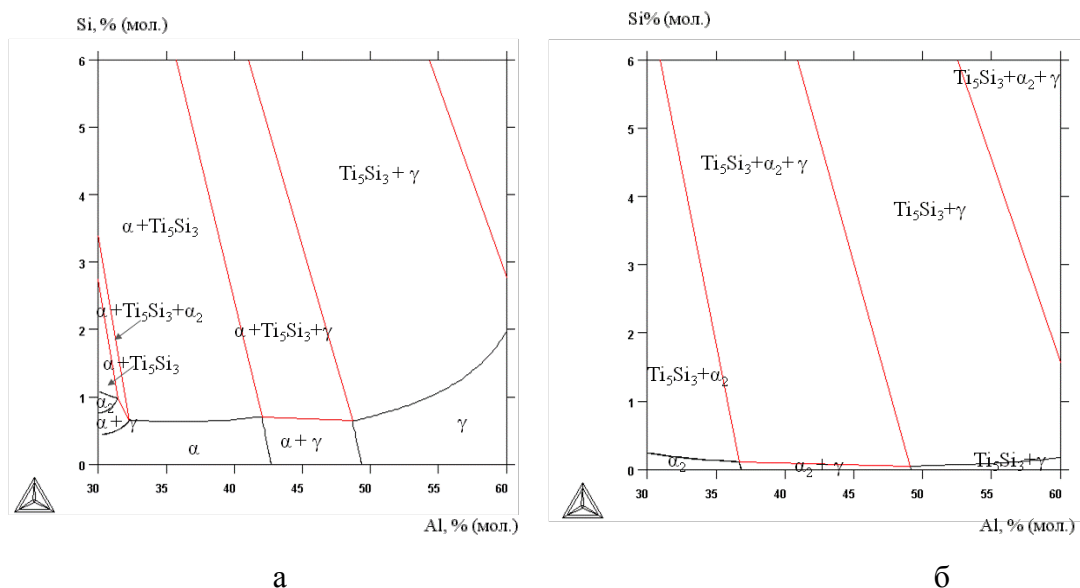 Si, % (мол.)
6
5
4
3
2
1
0
30
35
40
45
50
55
60
Al, % (мол.)
Ti₅Si₃ + γ
α +Ti₅Si₃
α +Ti₅Si₃+α₂
α +Ti₅Si₃+γ
α +Ti₅Si₃
α₂
α + γ
α
α + γ
γ
а
Si% (мол.)
6
5
4
3
2
1
0
30
35
40
45
50
55
60
Al, % (мол.)
Ti₅Si₃+α₂+ γ
Ti₅Si₃+α₂+ γ
Ti₅Si₃+γ
Ti₅Si₃+α₂
α₂
α₂ + γ
Ti₅Si₃+γ
б